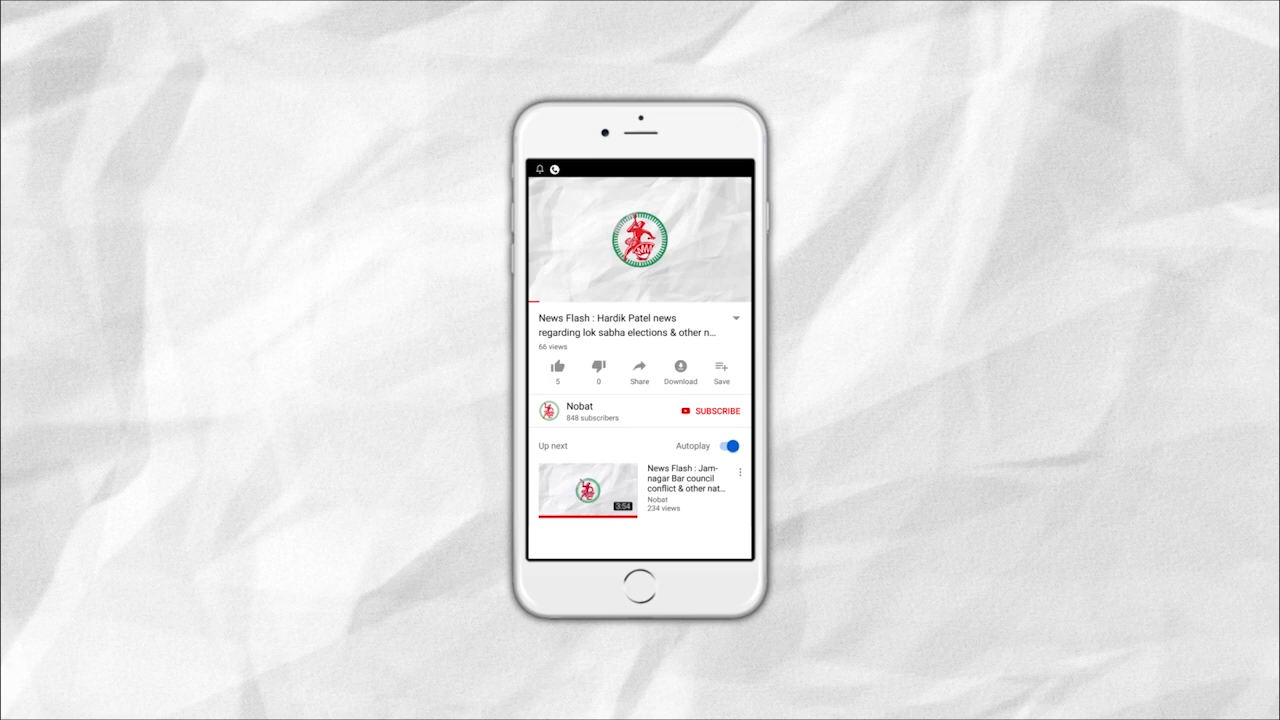 News Flash : Hardik Patel news
regarding lok sabha elections & other n...
66 views
5
0
Share
Download
Save
Nobat
848 subscribers
SUBSCRIBE
Up next
Autoplay
3:54
News Flash : Jam-
nagar Bar council
conflict & other nat...
Nobat
234 views